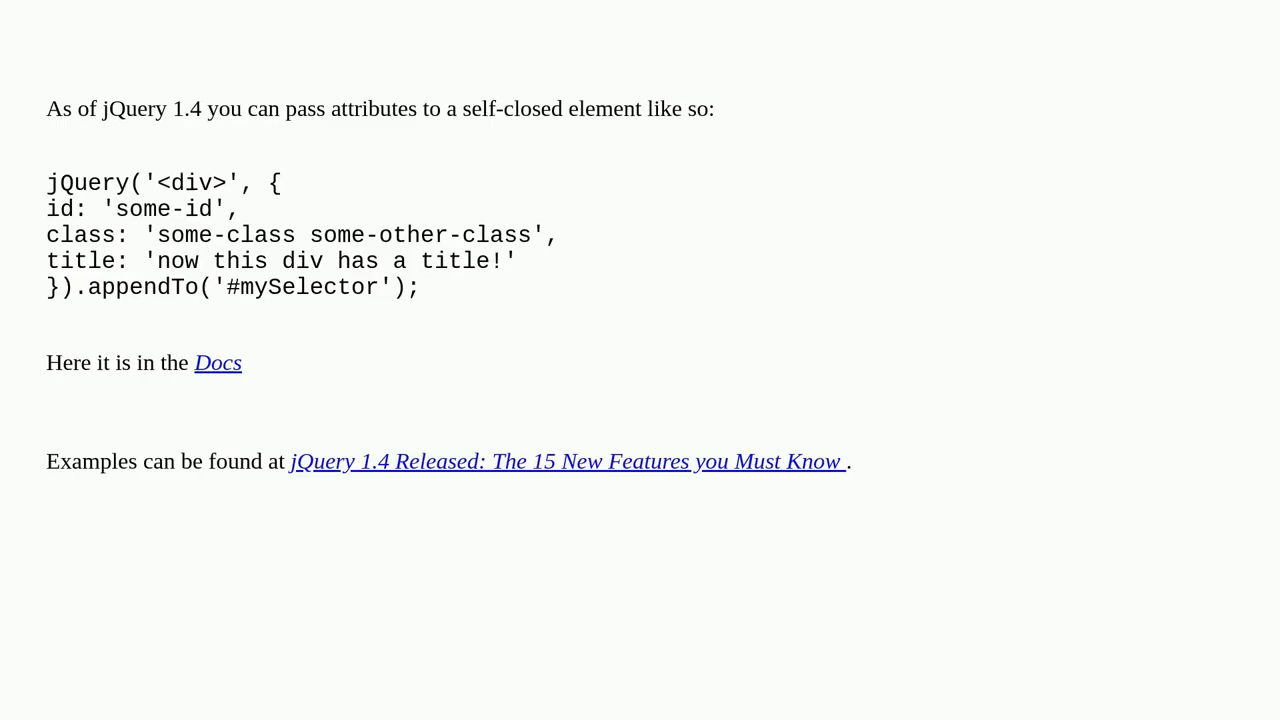 As of jQuery 1.4 you can pass attributes to a self-closed element like so:
jQuery('<div>', {
id: 'some-id',
class: 'some-class some-other-class',
title: 'now this div has a title!'
}).appendTo('#mySelector');
Here it is in the Docs
Examples can be found at jQuery 1.4 Released: The 15 New Features you Must Know .